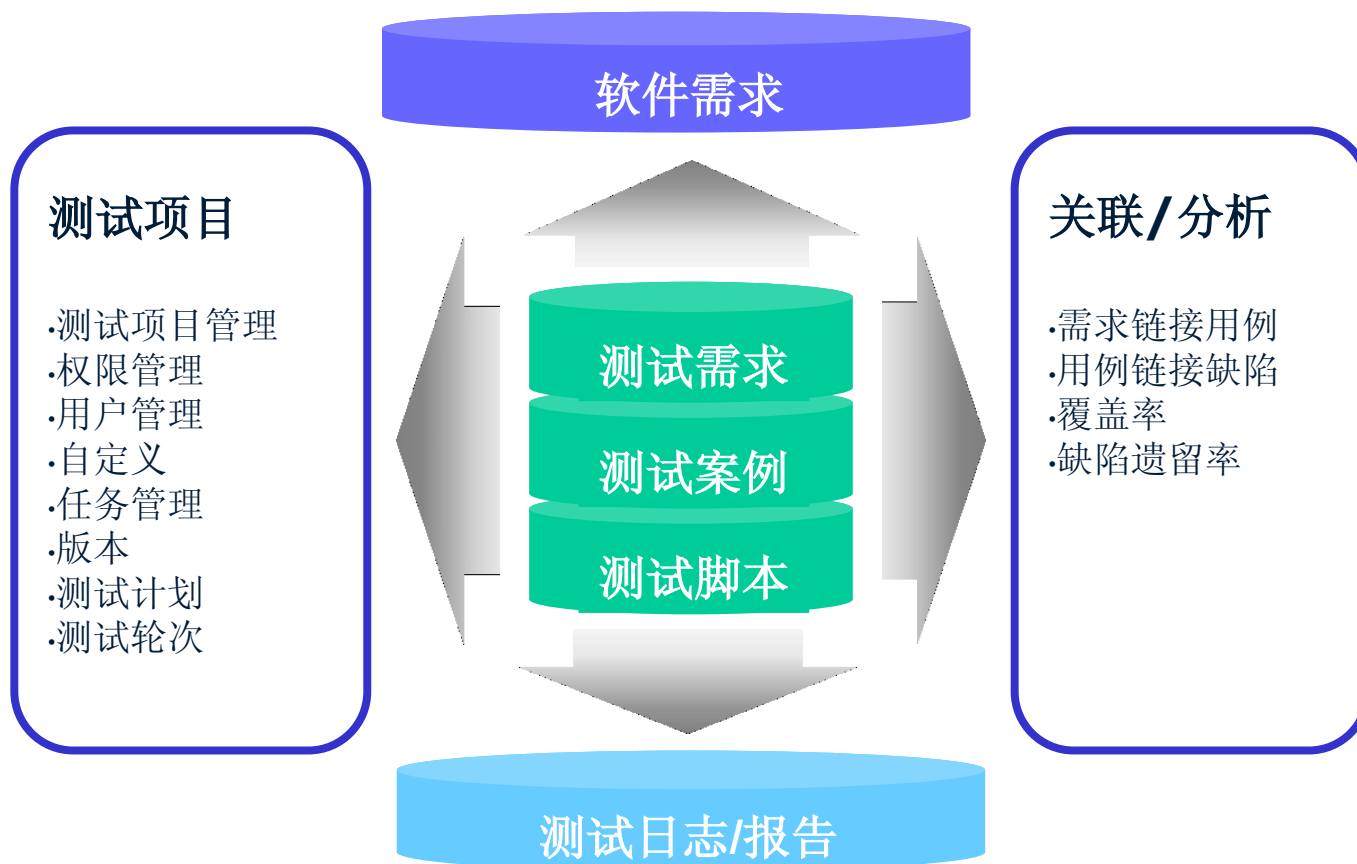 软件需求
测试项目
·测试项目管理
·权限管理
·用户管理
·自定义
·任务管理
·版本
·测试计划
·测试轮次
测试需求
测试案例
测试脚本
关联/分析
·需求链接用例
·用例链接缺陷
·覆盖率
·缺陷遗留率
测试日志/报告